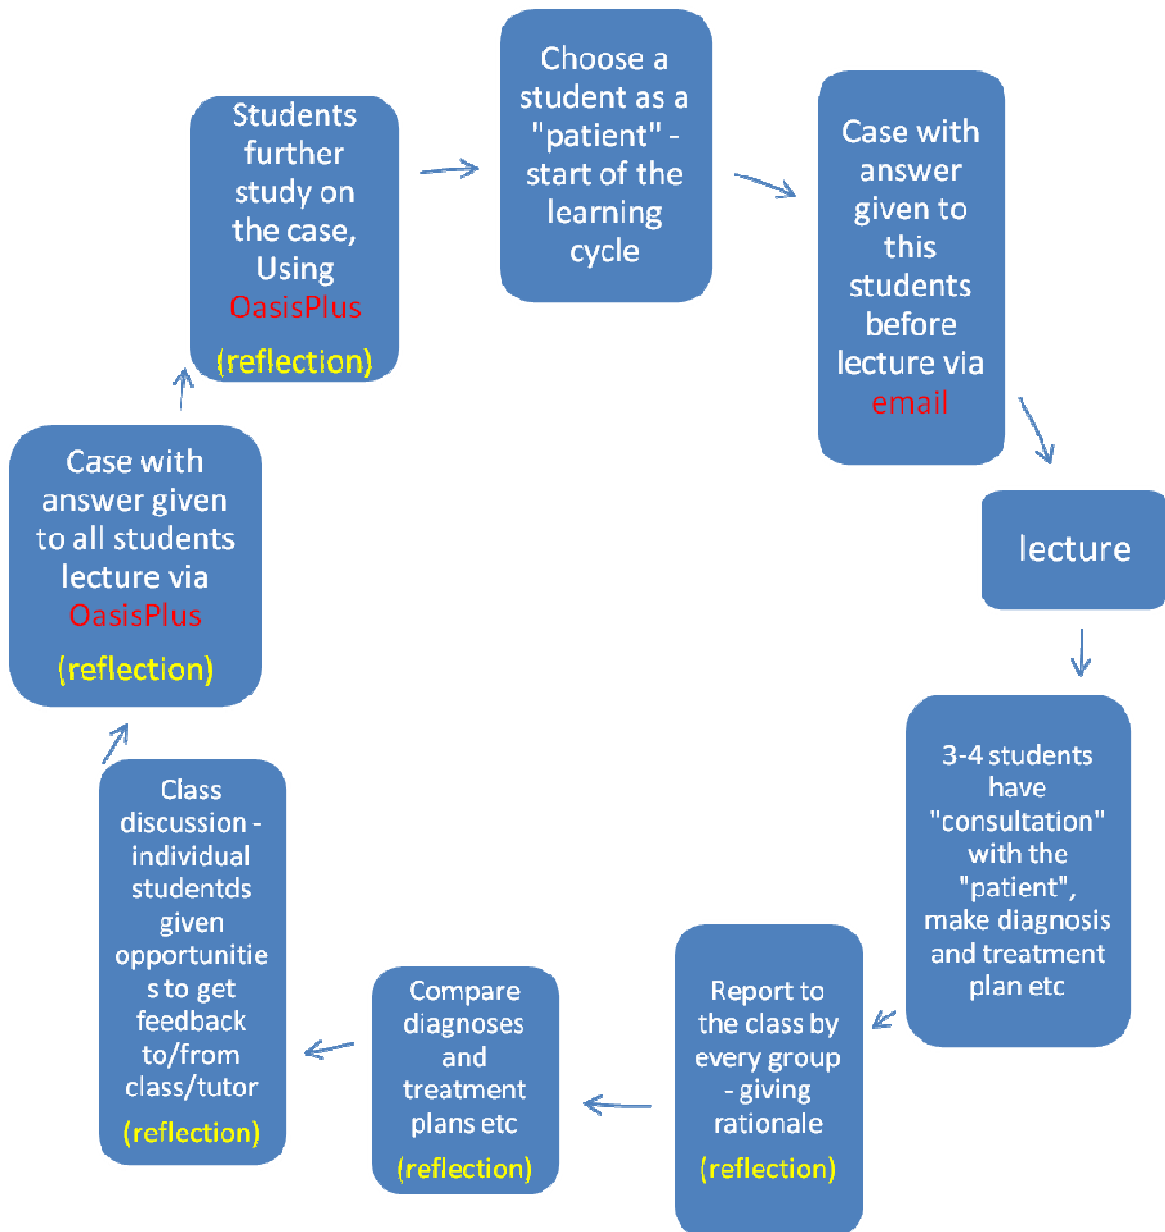 Choose a
student as a
"patient" -
start of the
learning
cycle
Case with
answer
given to
this
students
before
lecture via
email
lecture
3-4 students
have
"consultation"
with the
"patient",
make diagnosis
and treatment
plan etc
Report to
the class by
every group
- giving
rationale
(reflection)
Compare
diagnoses
and
treatment
plans etc
(reflection)
Class
discussion -
individual
studentds
given
opportunitie
s to get
feedback
to/from
class/tutor
(reflection)
Case with
answer given
to all students
lecture via
OasisPlus
(reflection)
Students
further
study on
the case,
Using
OasisPlus
(reflection)